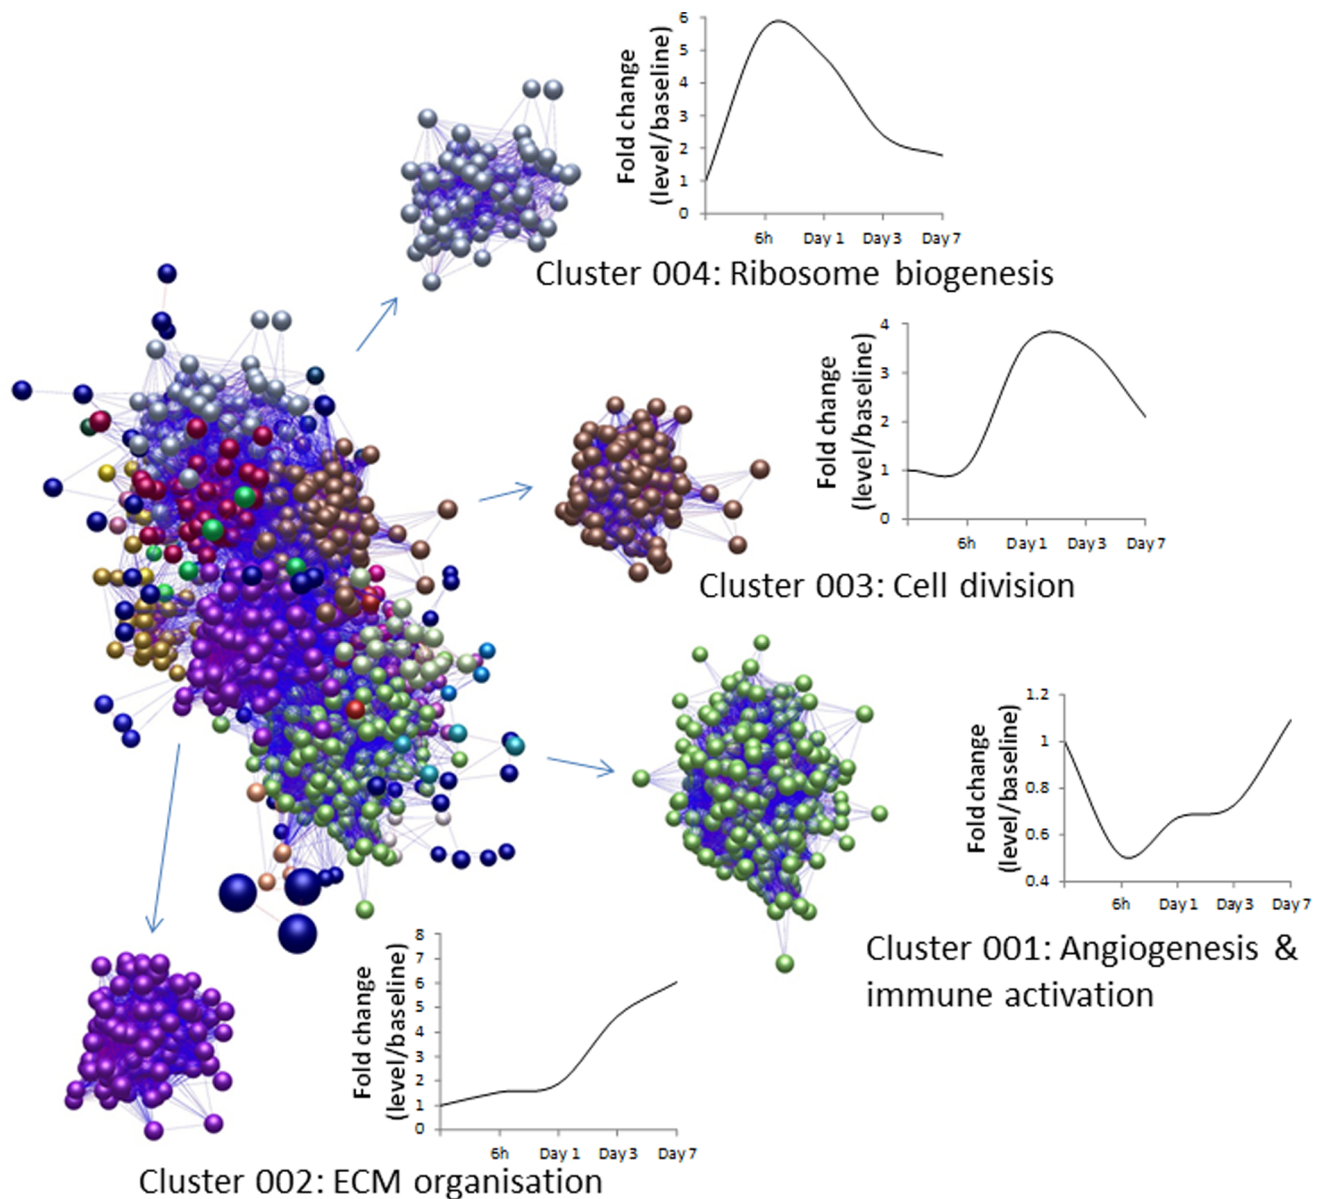 Fold change
(level/baseline)
6
5
4
3
2
1
0
6h Day 1 Day 3 Day 7
Cluster 004: Ribosome biogenesis
Fold change
(level/baseline)
4
3
2
1
0
6h Day 1 Day 3 Day 7
Cluster 003: Cell division
Fold change
(level/baseline)
1.2
1
0.8
0.6
0.4
6h Day 1 Day 3 Day 7
Cluster 001: Angiogenesis &
immune activation
Fold change
(level/baseline)
8
7
6
5
4
3
2
1
0
6h Day 1 Day 3 Day 7
Cluster 002: ECM organisation